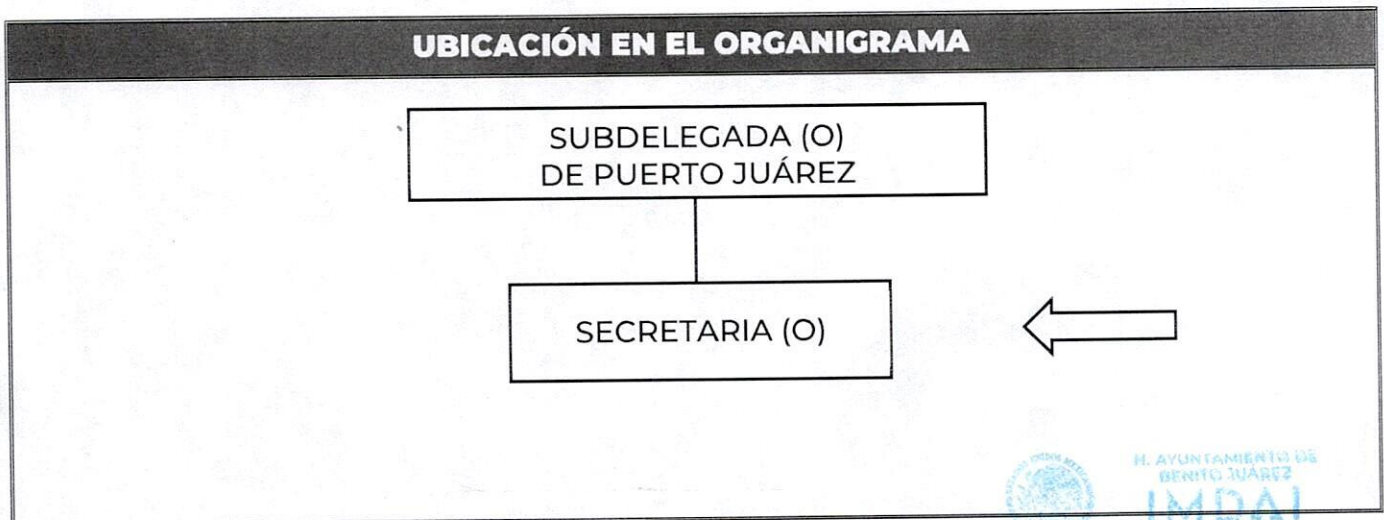 UBICACIÓN EN EL ORGANIGRAMA
SUBDELEGADA (O)
DE PUERTO JUÁREZ
SECRETARIA (O)
H. AYUNTAMIENTO DE
BENITO JUÁREZ